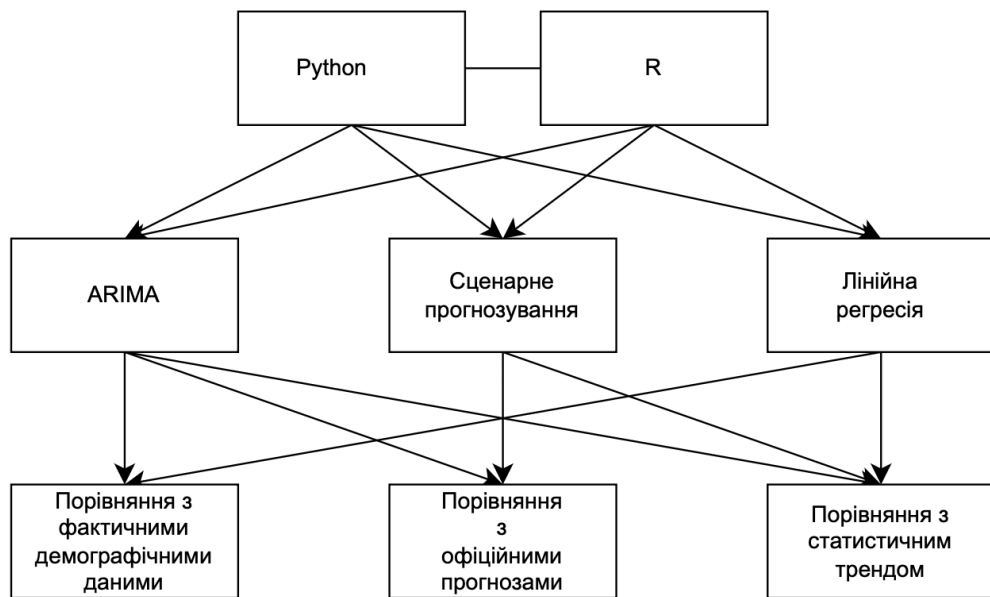 Python
R
ARIMA
Сценарне
прогнозування
Лінійна
регресія
Порівняння з
фактичними
демографічними
даними
Порівняння
з
офіційними
прогнозами
Порівняння з
статистичним
трендом